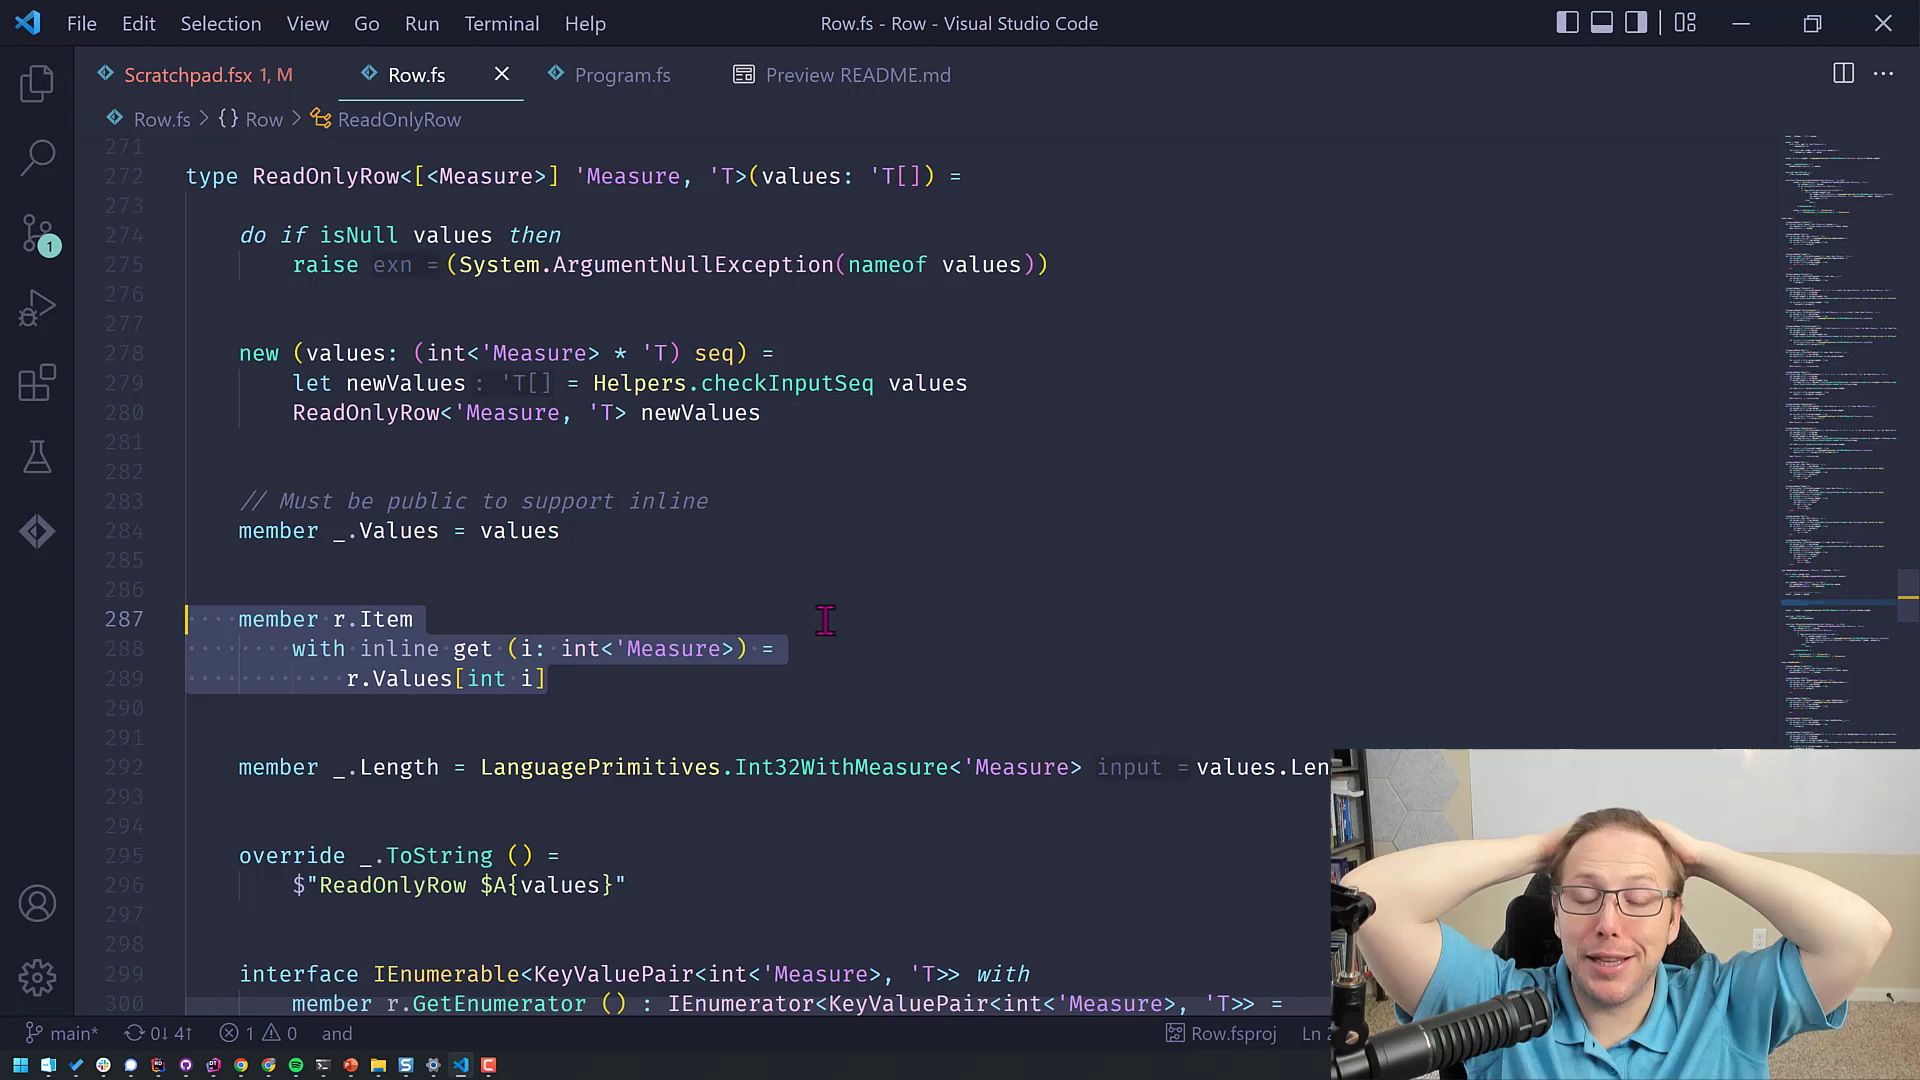 File Edit Selection View Go Run Terminal Help Row.fs - Row - Visual Studio Code
Scratchpad.fsx 1, M Row.fs Program.fs Preview README.md
Row.fs > {} Row > ReadOnlyRow
271
272 type ReadOnlyRow<[<Measure>] 'Measure, 'T>(values: 'T[]) =
273
274 do if isNull values then
275 raise exn = (System.ArgumentNullException(nameof values))
276
277
278 new (values: (int<'Measure> * 'T) seq) =
279 let newValues: 'T[] = Helpers.checkInputSeq values
280 ReadOnlyRow<'Measure, 'T> newValues
281
282
283 // Must be public to support inline
284 member _.Values = values
285
286
287 member r.Item
288 with inline get (i: int<'Measure>) =
289 r.Values[int i]
290
291
292 member _.Length = LanguagePrimitives.Int32WithMeasure<'Measure> input = values.Len
293
294
295 override _.ToString () =
296 $"ReadOnlyRow $A{values}"
297
298
299 interface IEnumerable<KeyValuePair<int<'Measure>, 'T>> with
300 member r.GetEnumerator () : IEnumerator<KeyValuePair<int<'Measure>, 'T>> =
1
main* 0↓ 4↑ 1 0 and Row.fsproj Ln